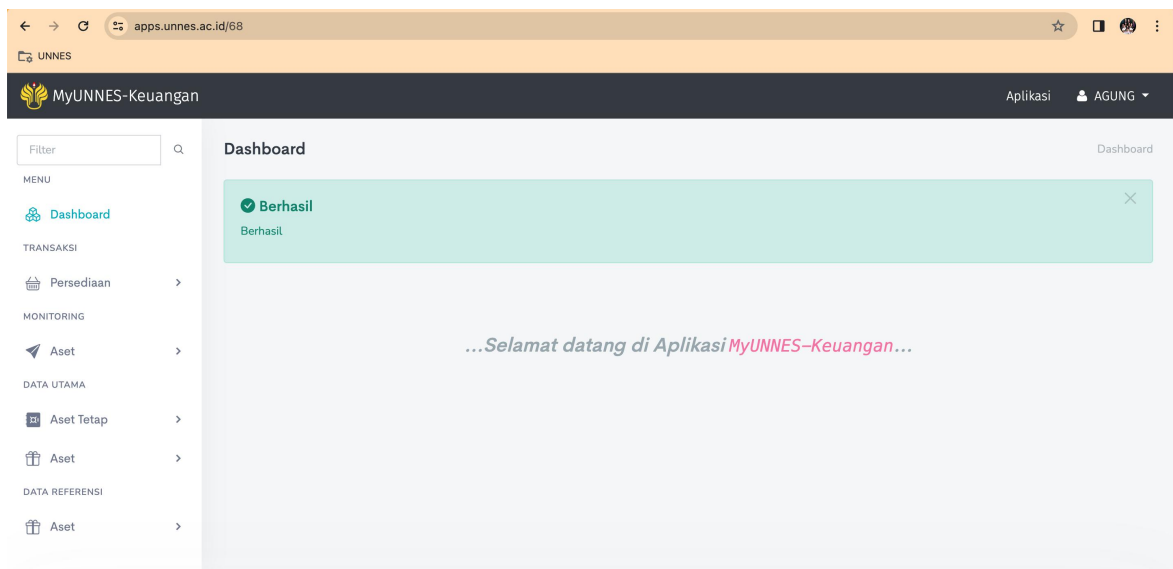 apps.unnes.ac.id/68
UNNES
MyUNNES-Keuangan
Aplikasi AGUNG
Filter
MENU
Dashboard
TRANSAKSI
Persediaan
MONITORING
Aset
DATA UTAMA
Aset Tetap
Aset
DATA REFERENSI
Aset
Dashboard
Dashboard
Berhasil
Berhasil
...Selamat datang di Aplikasi MyUNNES-Keuangan...